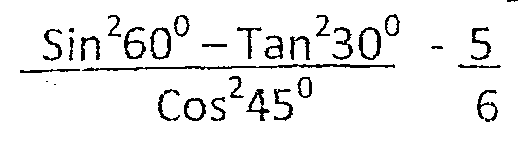 Sin²60⁰ – Tan²30⁰ - 5
Cos²45⁰ 6